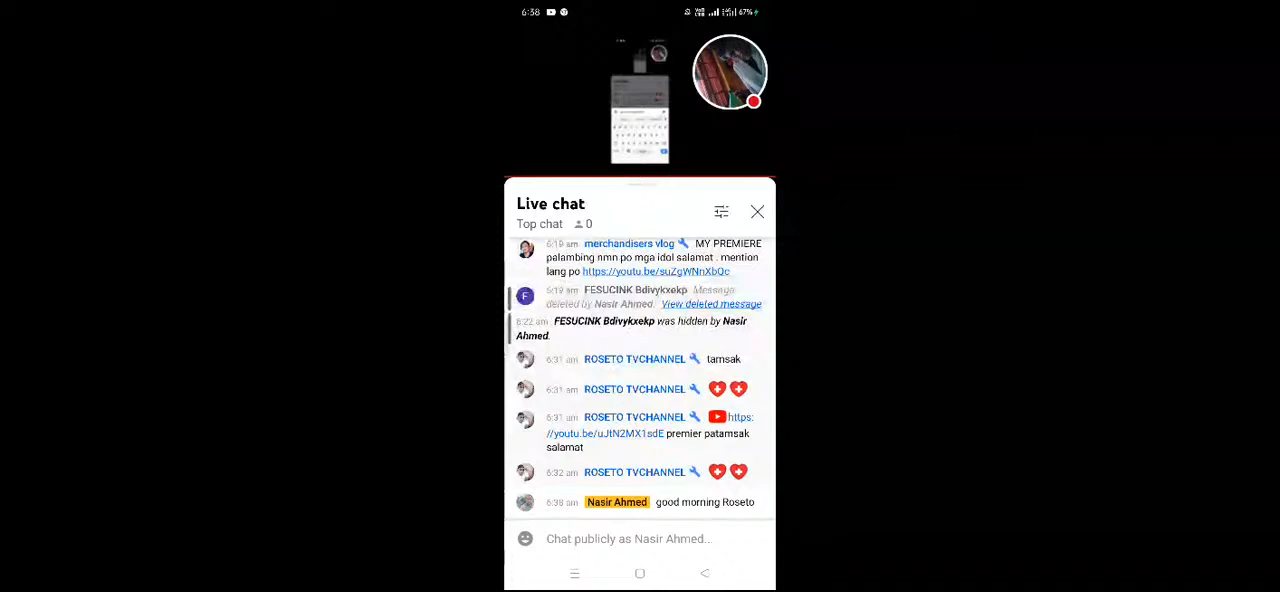 6:38
67%
Live chat
Top chat 0
6:19 am merchandisers vlog MY PREMIERE
palambing nmn po mga idol salamat . mention
lang po https://youtu.be/suZgWNnXbQc
F 6:19 am FESUCINK Bdivykxekp Message
deleted by Nasir Ahmed. View deleted message
6:22 am FESUCINK Bdivykxekp was hidden by Nasir
Ahmed.
6:31 am ROSETO TVCHANNEL tamsak
6:31 am ROSETO TVCHANNEL
6:31 am ROSETO TVCHANNEL https:
//youtu.be/uJtN2MX1sdE premier patamsak
salamat
6:32 am ROSETO TVCHANNEL
6:38 am Nasir Ahmed good morning Roseto
Chat publicly as Nasir Ahmed...